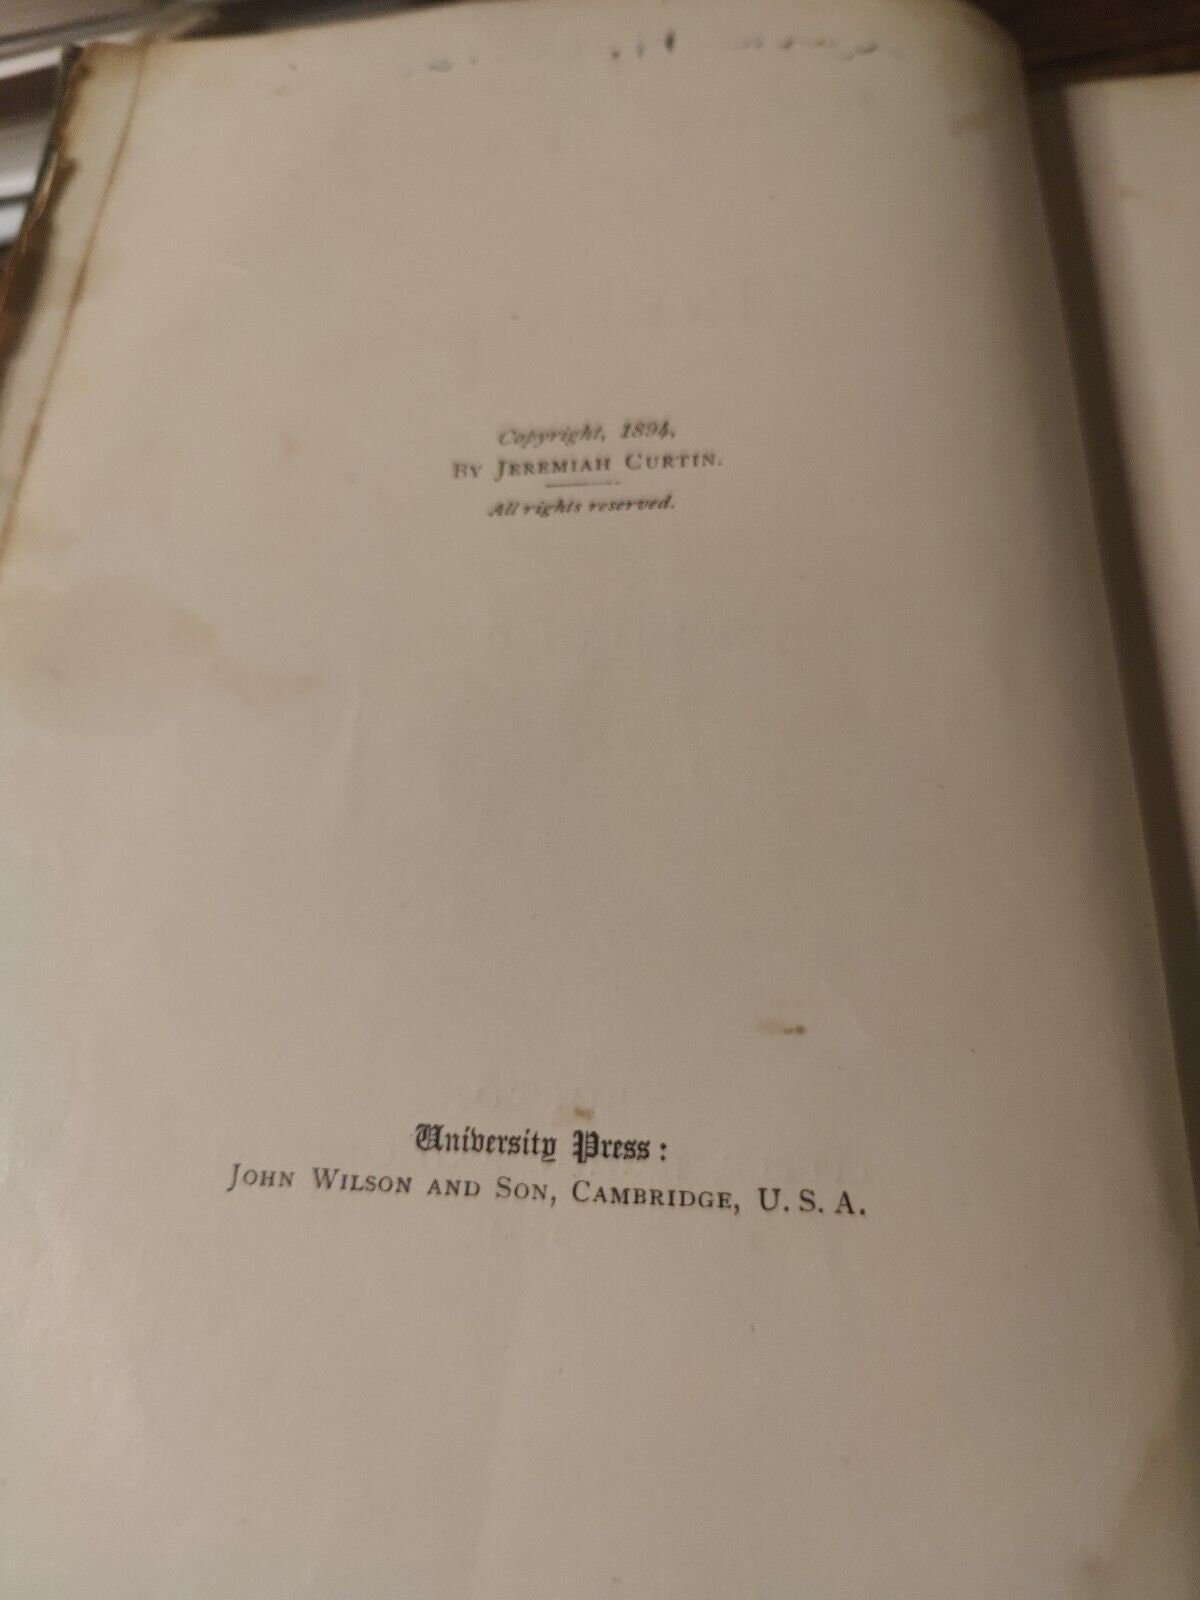 Copyright, 1894,
BY JEREMIAH CURTIN.
All rights reserved.
University Press:
JOHN WILSON AND SON, CAMBRIDGE, U. S. A.